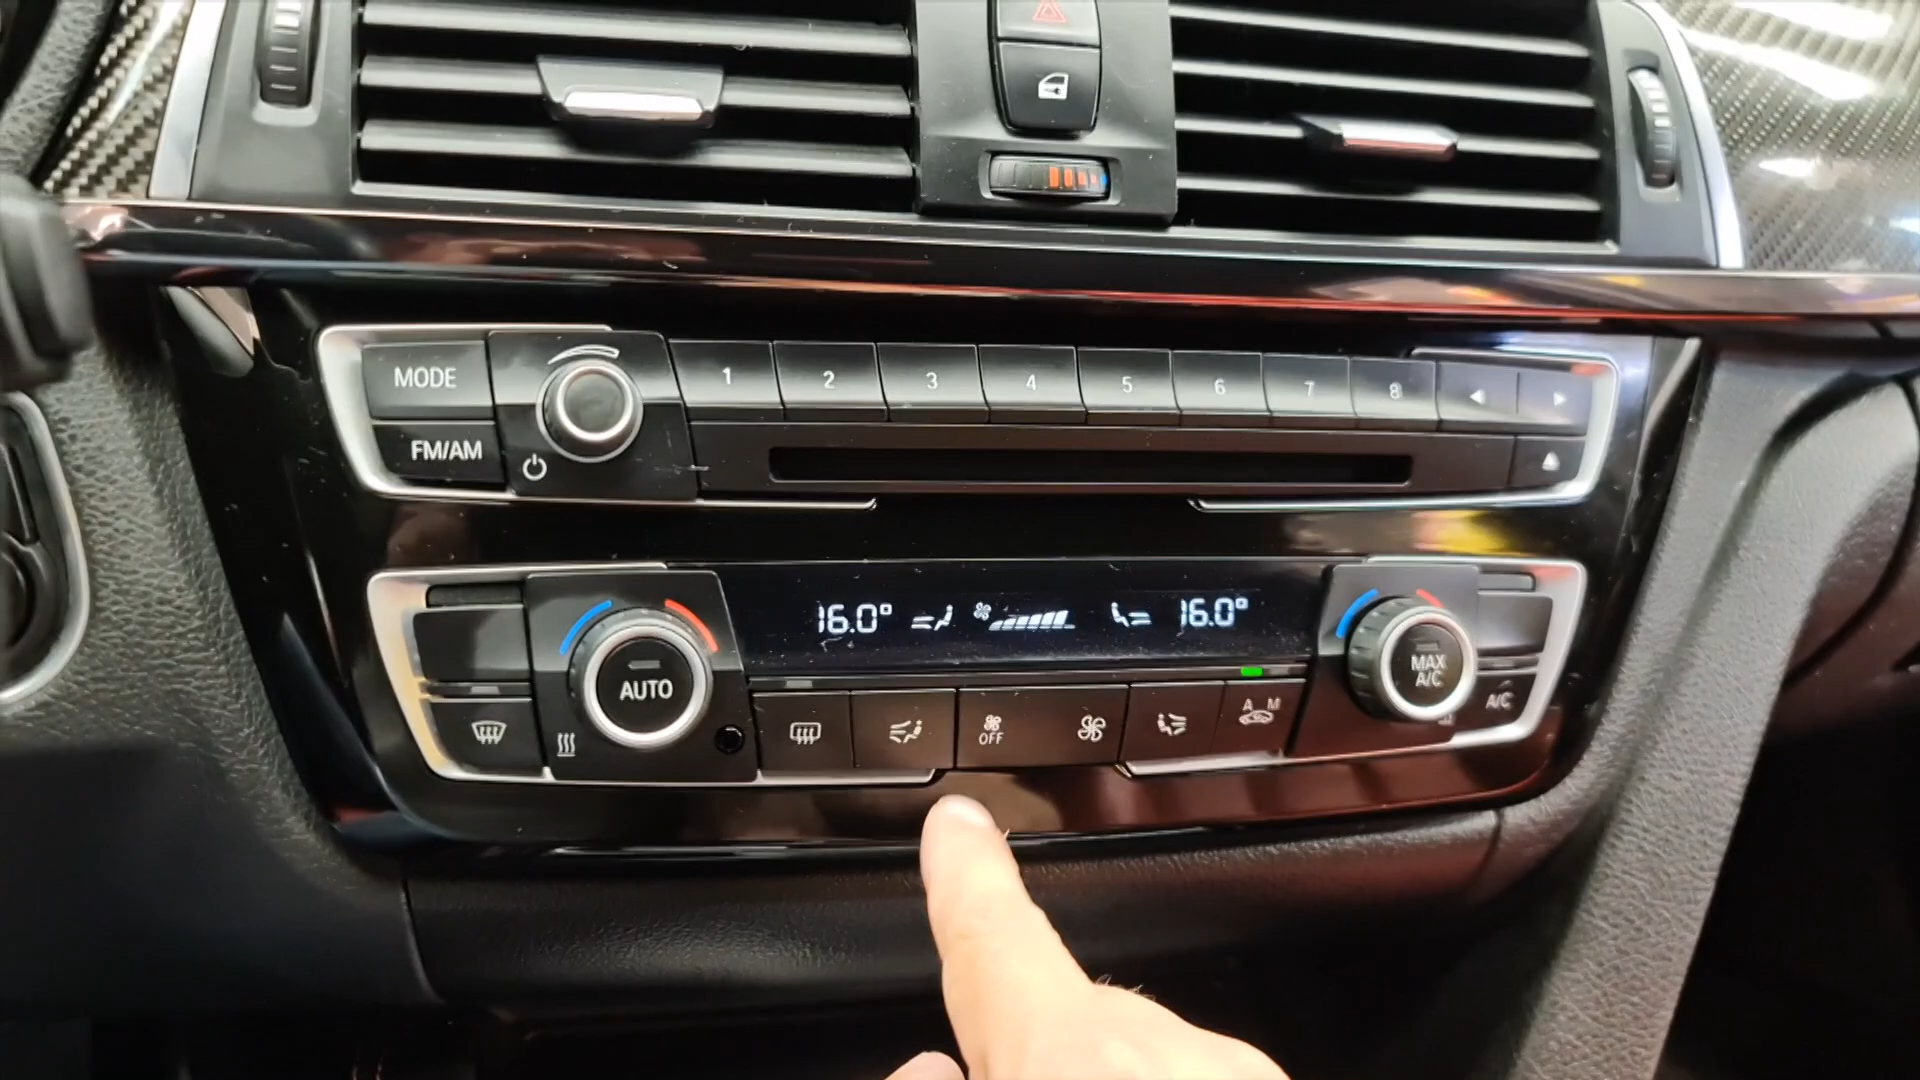 MODE
1 2 3 4 5 6 7 8
FM/AM
16.0° 16.0°
AUTO
MAX
A/C
A/C
OFF
A M